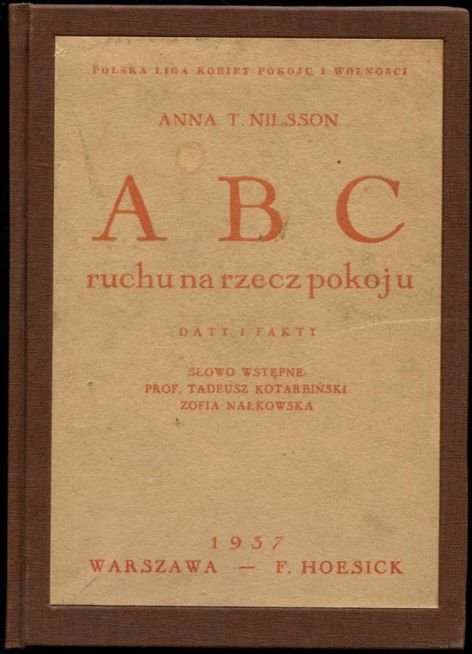 POLSKA LIGA KOBIET POKOJU I WOLNOŚCI
ANNA T. NILSSON
A B C
ruchu na rzecz pokoju
DATY I FAKTY
SŁOWO WSTĘPNE:
PROF. TADEUSZ KOTARBIŃSKI
ZOFIA NAŁKOWSKA
1937
WARSZAWA — F. HOESICK